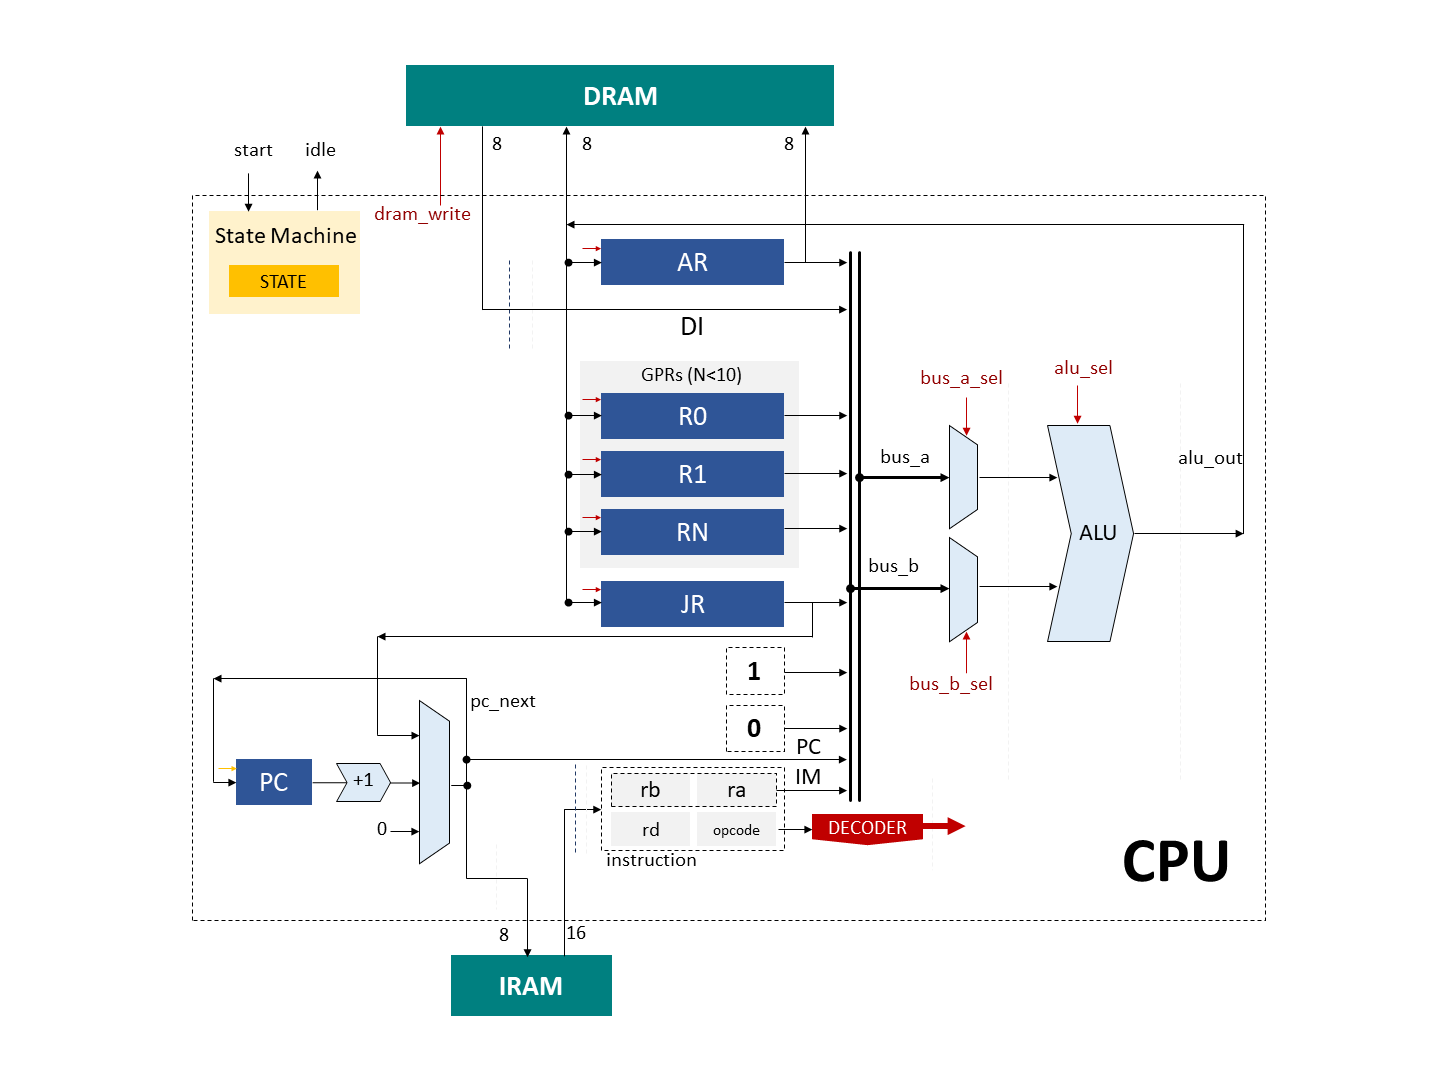 DRAM
8
8
8
start
idle
dram_write
State Machine
STATE
AR
DI
GPRs (N<10)
R0
R1
RN
JR
bus_a_sel
alu_sel
bus_a
alu_out
ALU
bus_b
bus_b_sel
1
0
pc_next
PC
IM
PC
+1
0
rb
ra
rd
opcode
instruction
DECODER
CPU
8
16
IRAM